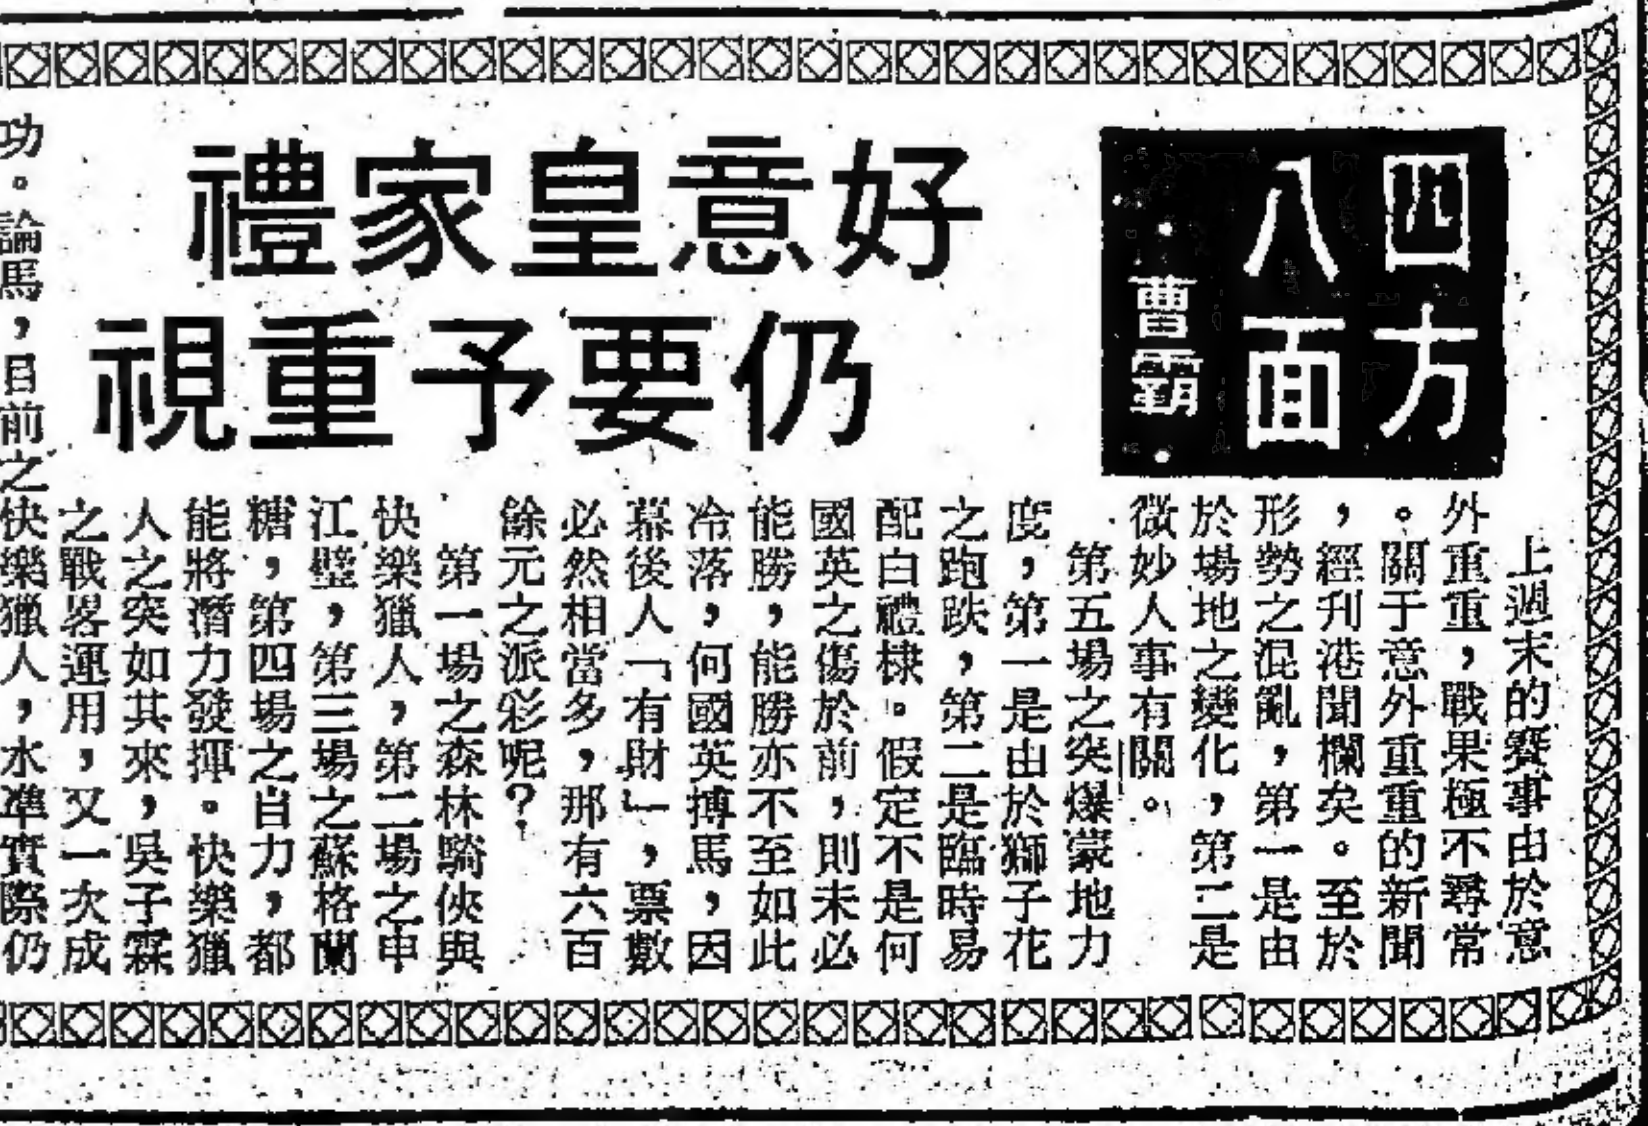 四方
八面
·曹霸·
好意皇家禮
仍要予重視
上週末的賽事由於意
外重重，戰果極不尋常
。關于意外重重的新聞
，經刋港聞欄矣。至於
形勢之混亂，第一是由
於場地之變化，第二是
微妙人事有關。
第五場之突爆蒙地力
度，第一是由於獅子花
之跑跌，第二是臨時易
配白禮棣。假定不是何
國英之傷於前，則未必
能勝，能勝亦不至如此
冷落，何國英搏馬，因
幕後人「有財」，票數
必然相當多，那有六百
餘元之派彩呢？
第一場之森林騎俠與
快樂獵人，第二場之申
江璧，第三場之蘇格蘭
糖，第四場之自力，都
能將潛力發揮。快樂獵
人之突如其來，吳子霖
之戰畧運用，又一次成
功。論馬，目前之快樂獵人，水準實際仍